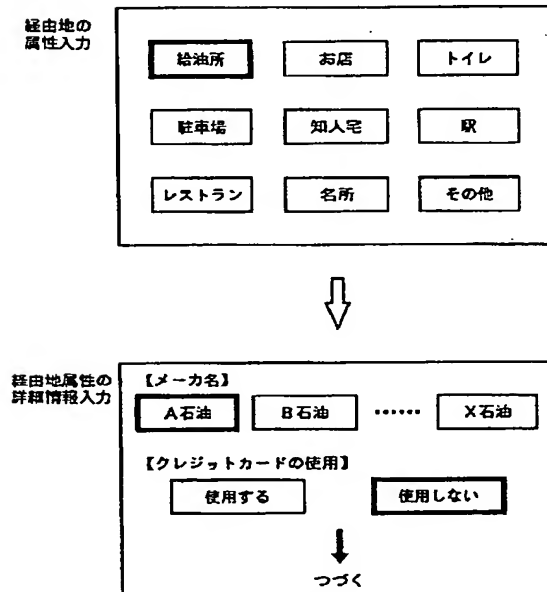 経由地の
属性入力
給油所 お店 トイレ
駐車場 知人宅 駅
レストラン 名所 その他
経由地属性の
詳細情報入力
【メーカ名】
A石油 B石油 …… X石油
【クレジットカードの使用】
使用する 使用しない
つづく